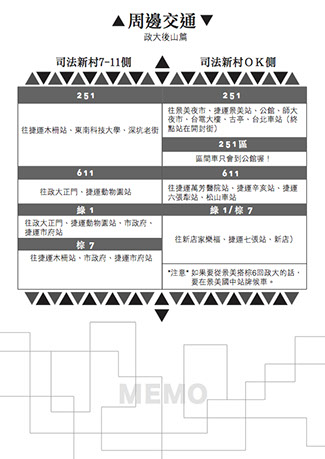 ▲周邊交通▼
政大後山篇
司法新村7-11側
251
往捷運木柵站、東南科技大學、深坑老街
611
往政大正門、捷運動物園站
綠 1
往政大正門、捷運動物園站、市政府、
捷運市府站
棕 7
往捷運木柵站、市政府、捷運市府站
司法新村OK側
251
往景美夜市、捷運景美站、公館、師大
夜市、台電大樓、古亭、台北車站（終
點站在開封街）
251區
區間車只會到公館喔！
611
往捷運萬芳醫院站、捷運辛亥站、捷運
六張犁站、松山車站
綠 1/棕 7
往新店家樂福、捷運七張站、新店）
*注意* 如果要從景美搭棕6回政大的話，
要在景美國中站牌候車。
MEMO